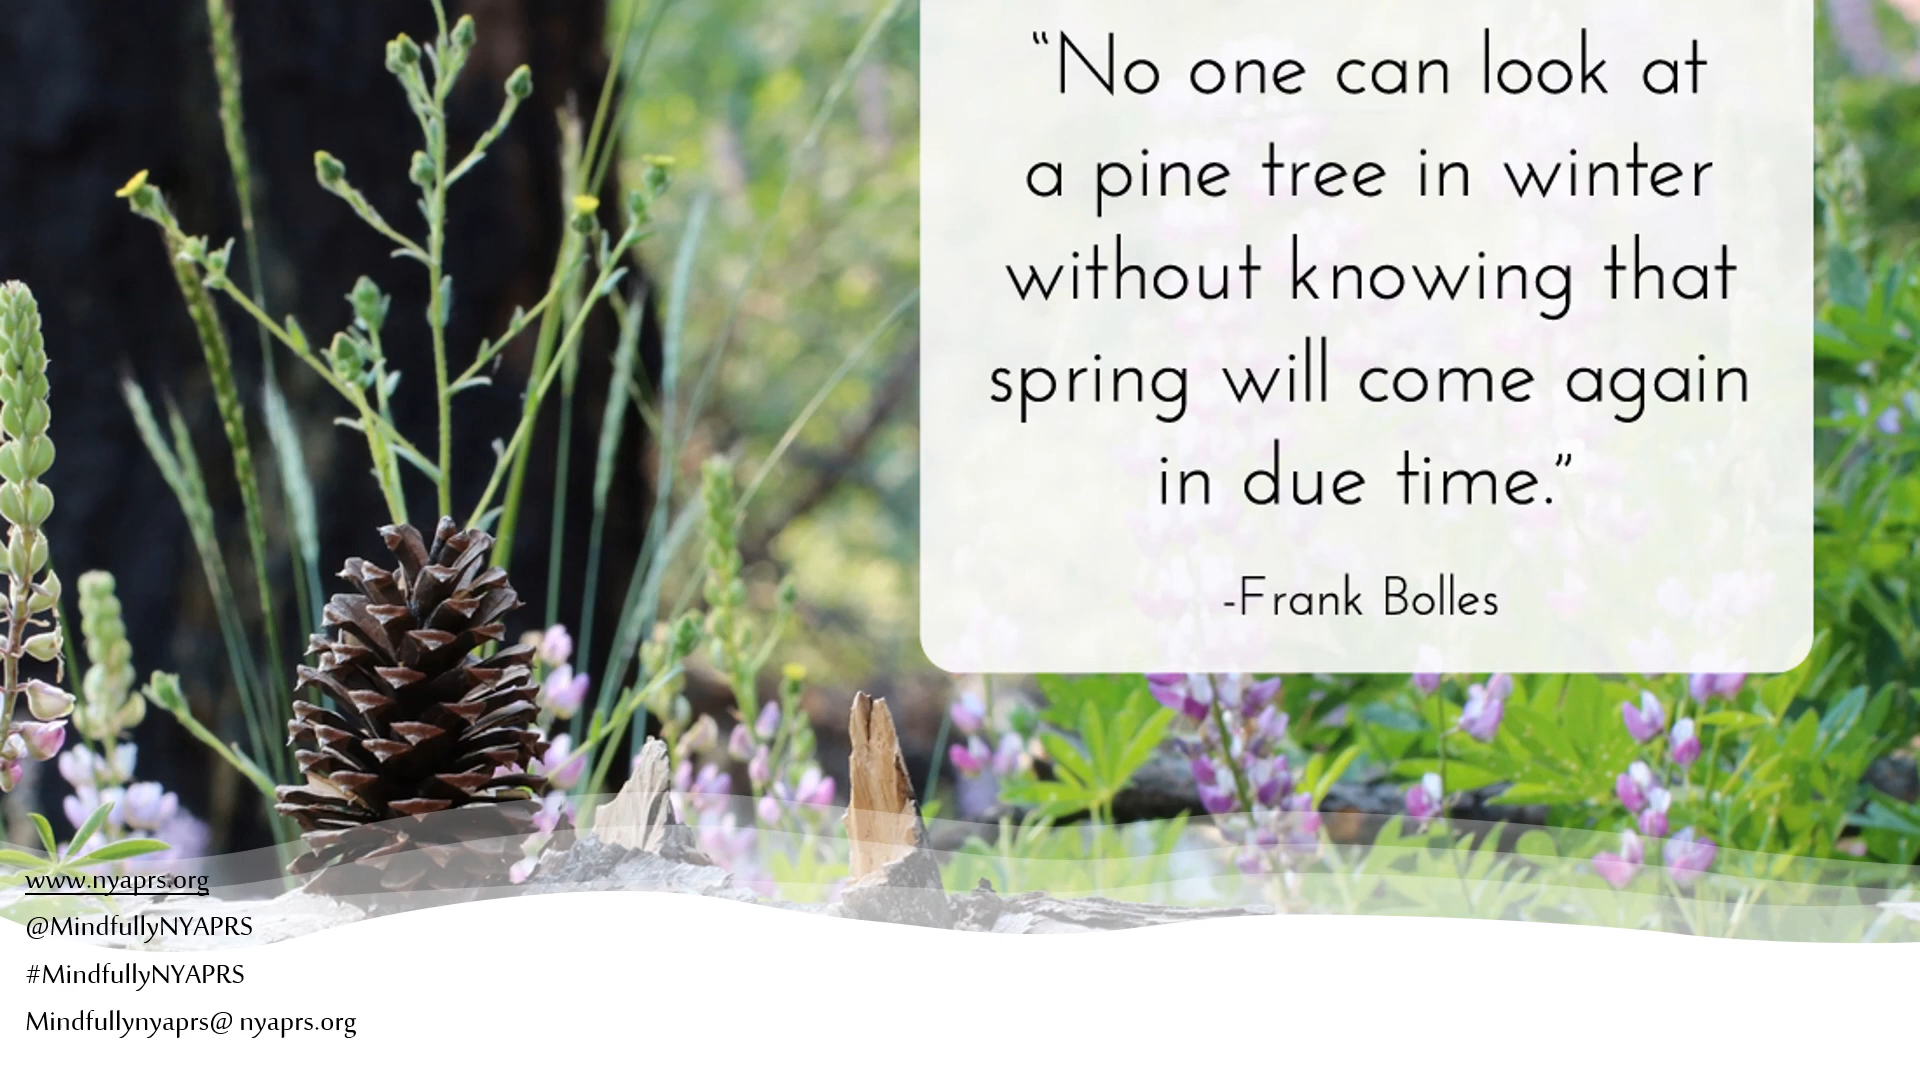 “No one can look at
a pine tree in winter
without knowing that
spring will come again
in due time.”
-Frank Bolles
www.nyaprs.org
@MindfullyNYAPRS
#MindfullyNYAPRS
Mindfullynyaprs@ nyaprs.org